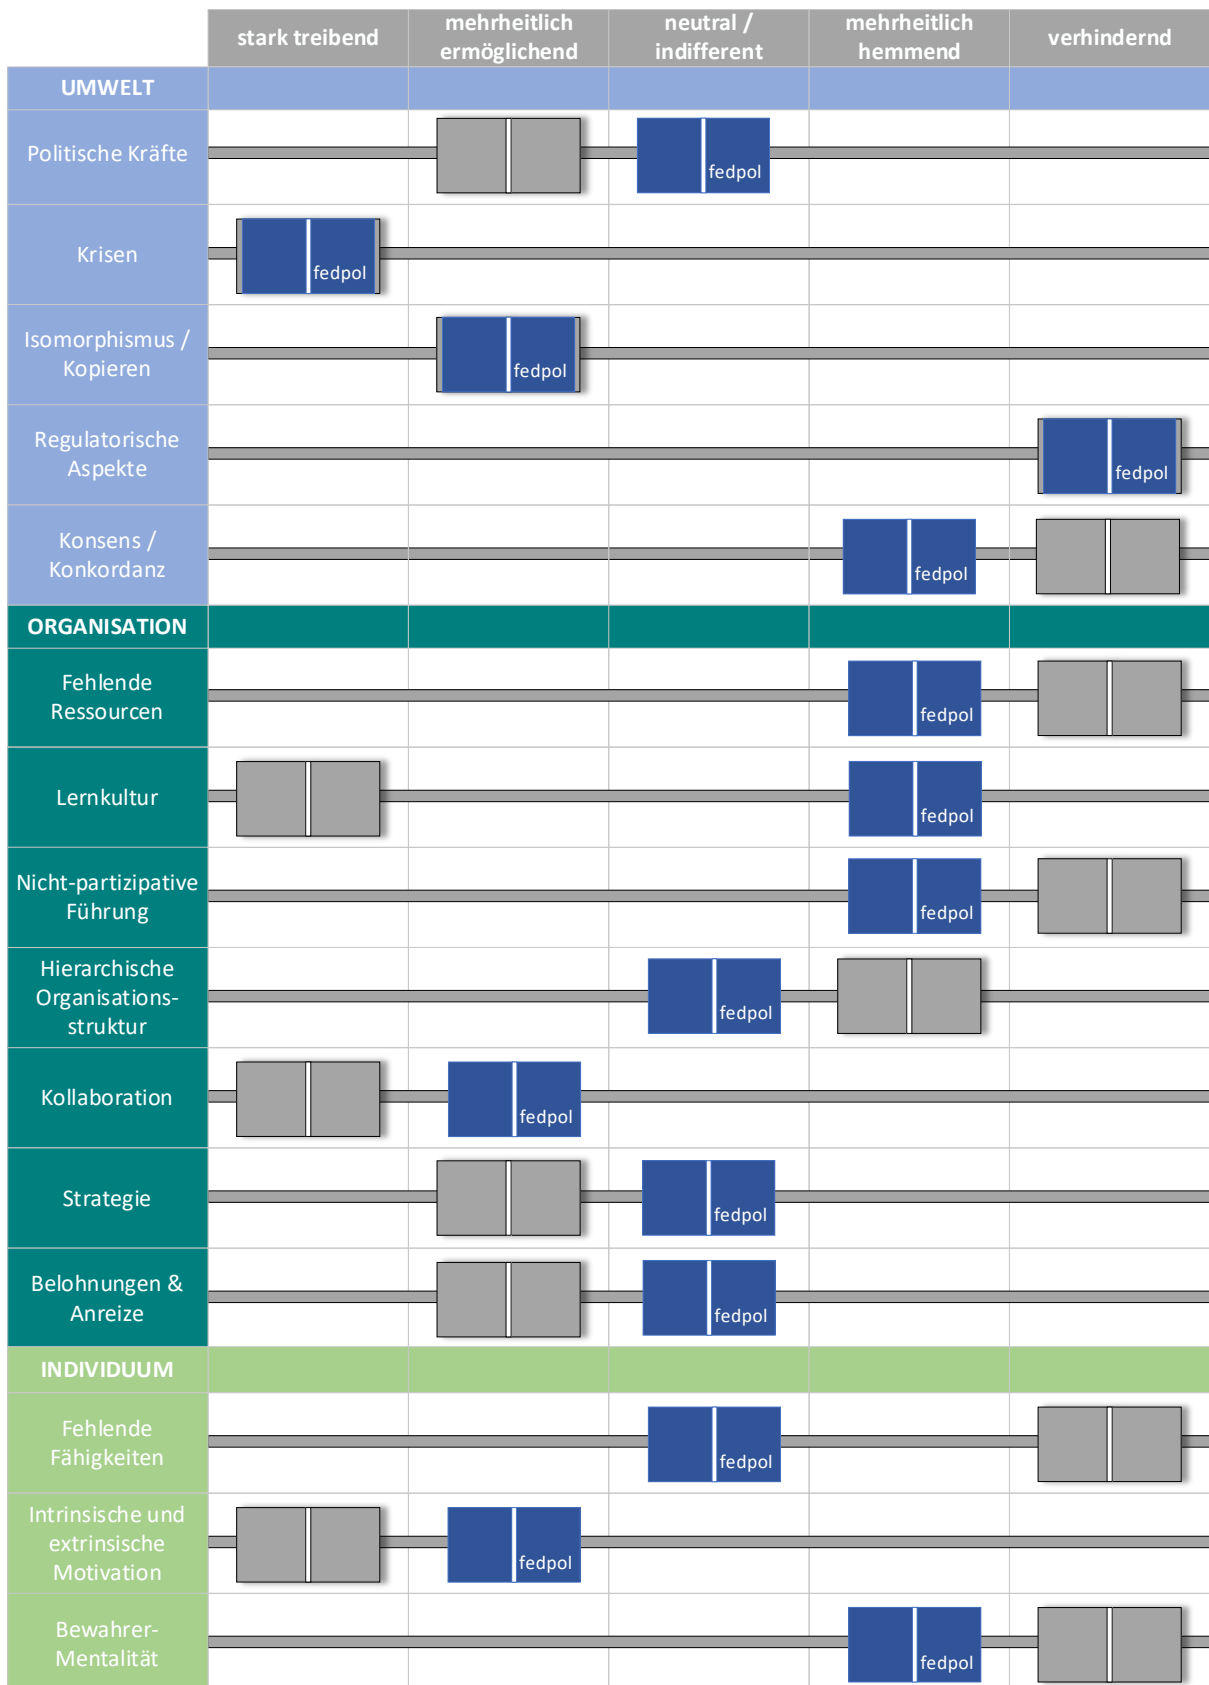 stark treibend
mehrheitlich
ermöglichend
neutral /
indifferent
mehrheitlich
hemmend
verhindernd
UMWELT
Politische Kräfte
fedpol
Krisen
fedpol
Isomorphismus /
Kopieren
fedpol
Regulatorische
Aspekte
fedpol
Konsens /
Konkordanz
fedpol
ORGANISATION
Fehlende
Ressourcen
fedpol
Lernkultur
fedpol
Nicht-partizipative
Führung
fedpol
Hierarchische
Organisations-
struktur
fedpol
Kollaboration
fedpol
Strategie
fedpol
Belohnungen &
Anreize
fedpol
INDIVIDUUM
Fehlende
Fähigkeiten
fedpol
Intrinsische und
extrinsische
Motivation
fedpol
Bewahrer-
Mentalität
fedpol